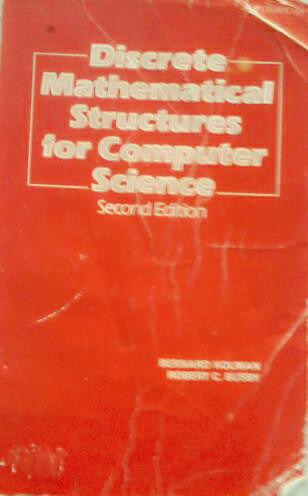 Discrete
Mathematical
Structures
for Computer
Science
Second Edition
BERNARD KOLMAN
ROBERT C. BUSBY